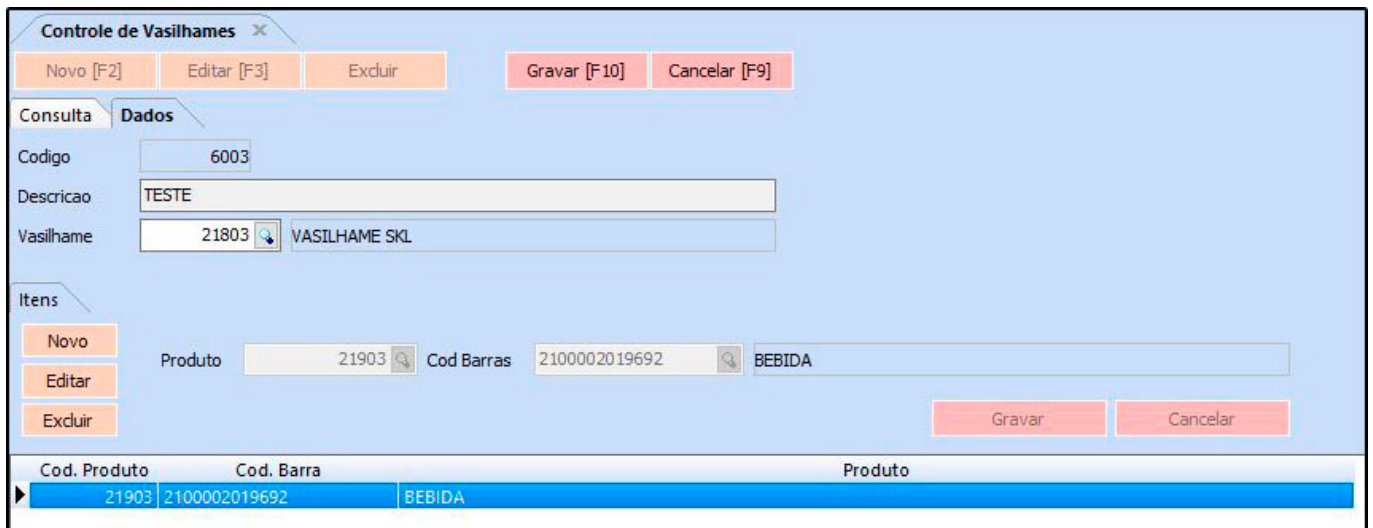 Controle de Vasilhames
Novo [F2] Editar [F3] Excluir Gravar [F10] Cancelar [F9]
Consulta Dados
Codigo 6003
Descricao TESTE
Vasilhame 21803 VASILHAME SKL
Itens
Novo
Produto 21903 Cod Barras 2100002019692 BEBIDA
Editar
Excluir Gravar Cancelar
Cod. Produto Cod. Barra Produto
21903 2100002019692 BEBIDA